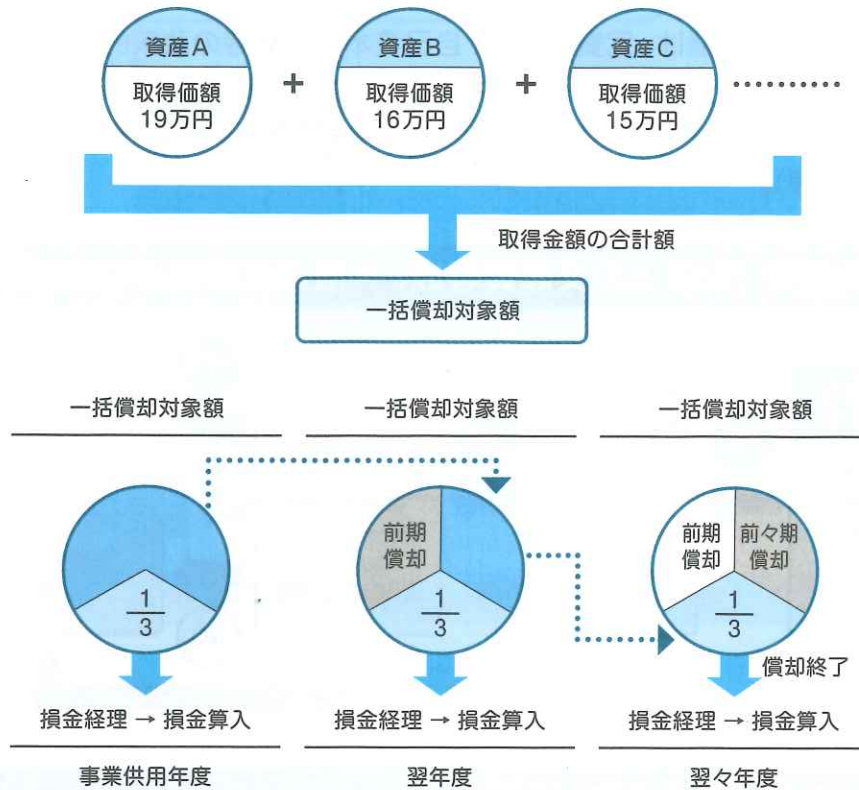 資産A
取得価額
19万円
+
資産B
取得価額
16万円
+
資産C
取得価額
15万円
取得金額の合計額
一括償却対象額
一括償却対象額
一括償却対象額
一括償却対象額
1
3
前期
償却
1
3
前期
償却
前々期
償却
1
3
償却終了
損金経理 → 損金算入
損金経理 → 損金算入
損金経理 → 損金算入
事業供用年度
翌年度
翌々年度